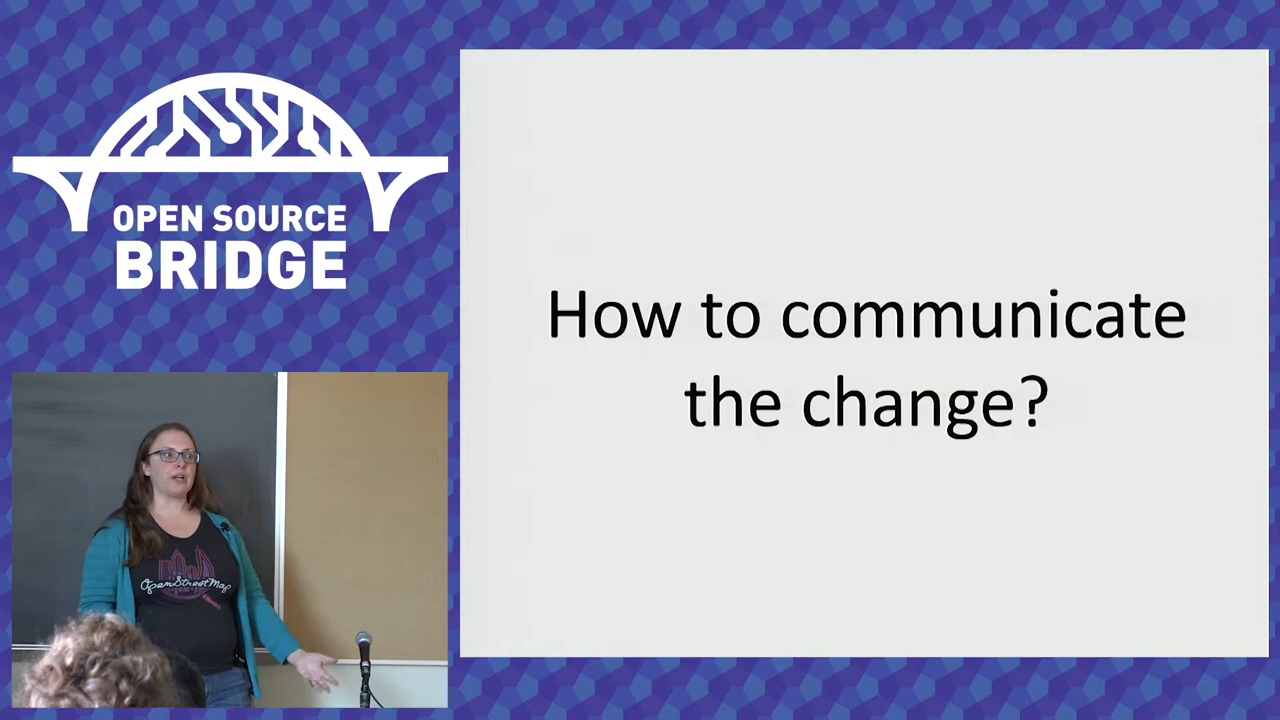 OPEN SOURCE
BRIDGE
How to communicate
the change?
OpenStreetMap